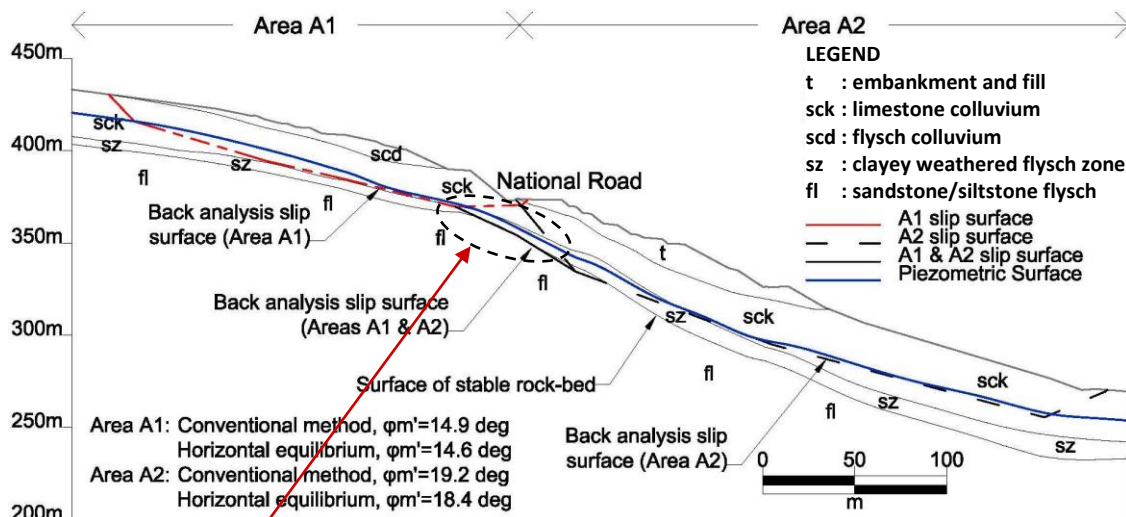 Area A1
Area A2
450m
400m
350m
300m
250m
200m
LEGEND
t : embankment and fill
sck : limestone colluvium
scd : flysch colluvium
sz : clayey weathered flysch zone
fl : sandstone/siltstone flysch
A1 slip surface
A2 slip surface
A1 & A2 slip surface
Piezometric Surface
sck
sz
fl
sz
scd
fl
sck
National Road
Back analysis slip
surface (Area A1)
fl
t
Back analysis slip surface
(Areas A1 & A2)
fl
sz
sck
Surface of stable rock-bed
fl
sck
sz
fl
sz
Back analysis slip
surface (Area A2)
Area A1: Conventional method, φm'=14.9 deg
Horizontal equilibrium, φm'=14.6 deg
Area A2: Conventional method, φm'=19.2 deg
Horizontal equilibrium, φm'=18.4 deg
0 50 100
m